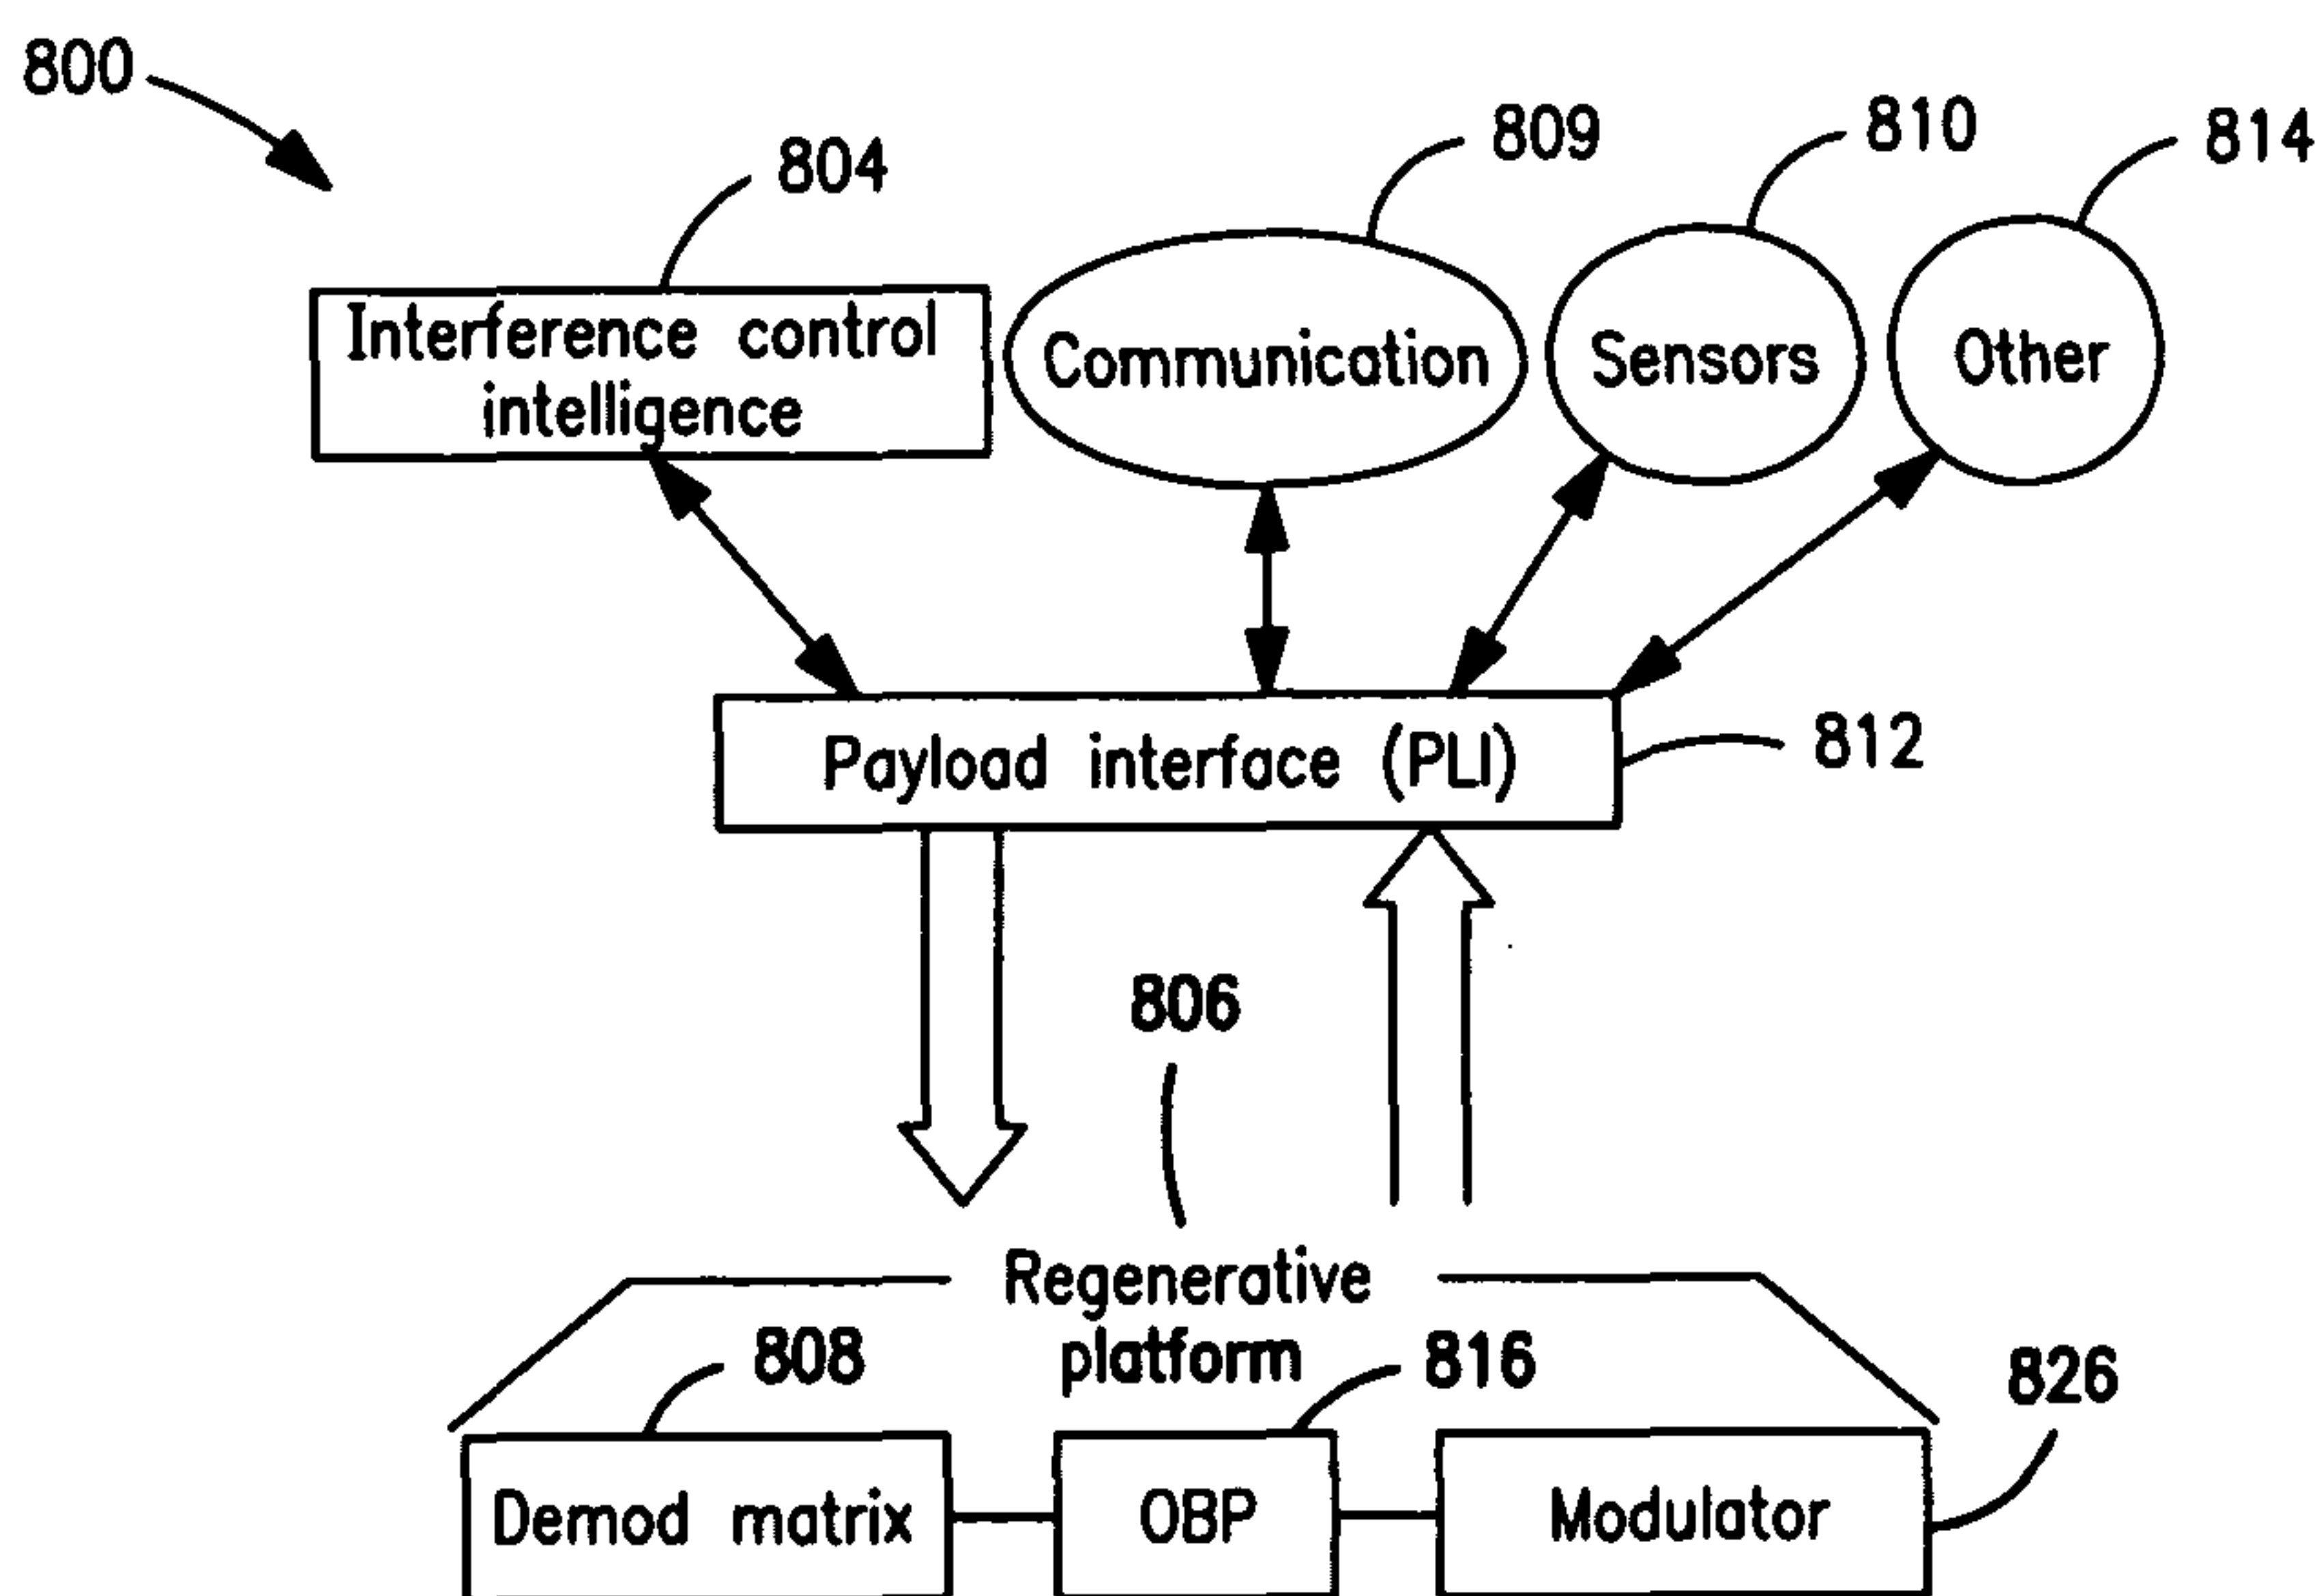 800
804
809
810
814
Interference control
intelligence
Communication
Sensors
Other
Payload interface (PLI)
812
806
Regenerative
platform
808
816
826
Demod matrix
OBP
Modulator